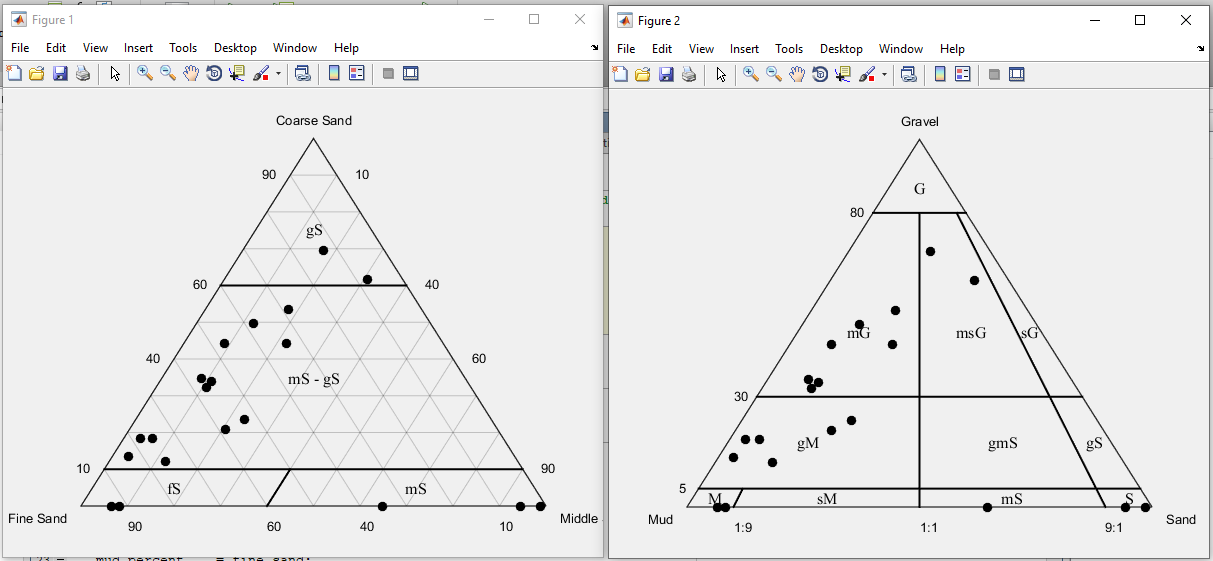 Figure 1
File Edit View Insert Tools Desktop Window Help
Coarse Sand
90 10
gS
60 40
40 60
mS - gS
10 90
fS mS
Fine Sand Middle
90 60 40 10
Figure 2
File Edit View Insert Tools Desktop Window Help
Gravel
G
80
mG msG sG
30
gM gmS gS
5
M sM mS S
Mud Sand
1:9 1:1 9:1